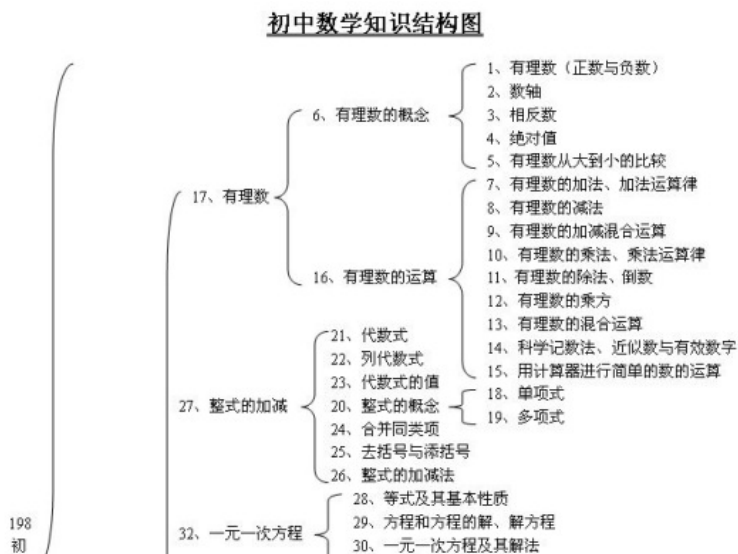 初中数学知识结构图
1、有理数（正数与负数）
2、数轴
6、有理数的概念
3、相反数
4、绝对值
5、有理数从大到小的比较
17、有理数
7、有理数的加法、加法运算律
8、有理数的减法
9、有理数的加减混合运算
10、有理数的乘法、乘法运算律
16、有理数的运算
11、有理数的除法、倒数
12、有理数的乘方
13、有理数的混合运算
14、科学记数法、近似数与有效数字
15、用计算器进行简单的数的运算
27、整式的加减
21、代数式
22、列代数式
23、代数式的值
20、整式的概念
18、单项式
19、多项式
24、合并同类项
25、去括号与添括号
26、整式的加减法
32、一元一次方程
28、等式及其基本性质
29、方程和方程的解、解方程
30、一元一次方程及其解法
198
初